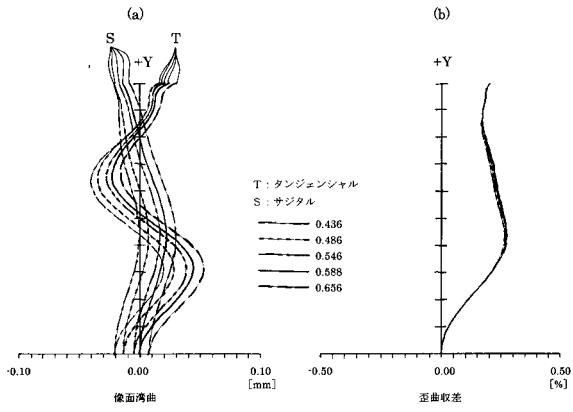 (a)
(b)
S T
+Y
+Y
T : タンジェンシャル
S : サジタル
0.436
0.486
0.546
0.588
0.656
-0.10 0.00 0.10
[mm]
像面湾曲
-0.50 0.00 0.50
[%]
歪曲収差